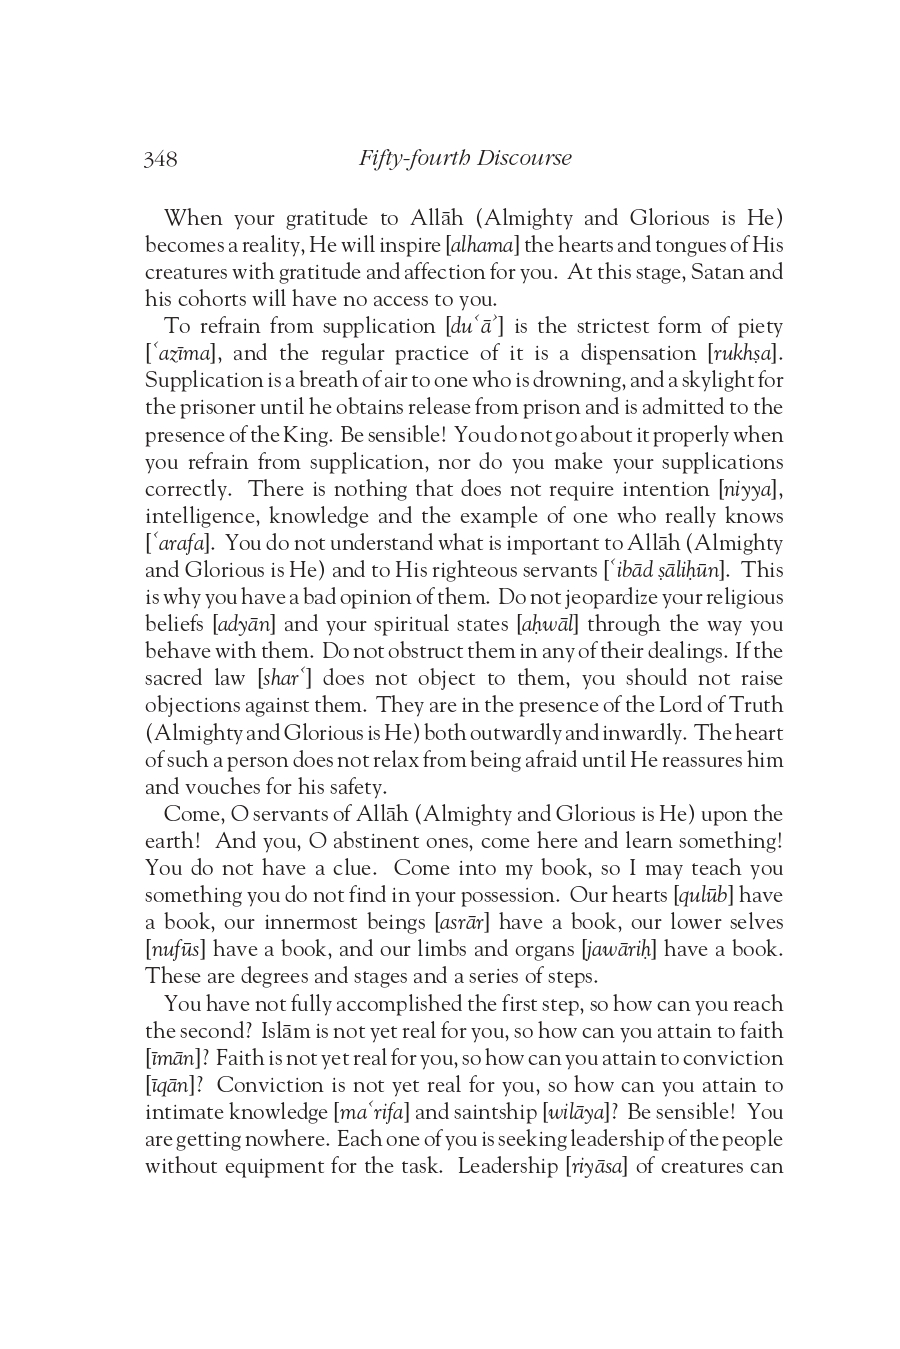 348 Fifty-fourth Discourse
When your gratitude to Allāh (Almighty and Glorious is He)
becomes a reality, He will inspire [alhama] the hearts and tongues of His
creatures with gratitude and affection for you. At this stage, Satan and
his cohorts will have no access to you.
To refrain from supplication [duʿāʾ] is the strictest form of piety
[ʿazīma], and the regular practice of it is a dispensation [rukhṣa].
Supplication is a breath of air to one who is drowning, and a skylight for
the prisoner until he obtains release from prison and is admitted to the
presence of the King. Be sensible! You do not go about it properly when
you refrain from supplication, nor do you make your supplications
correctly. There is nothing that does not require intention [niyya],
intelligence, knowledge and the example of one who really knows
[ʿarafa]. You do not understand what is important to Allāh (Almighty
and Glorious is He) and to His righteous servants [ʿibād ṣāliḥūn]. This
is why you have a bad opinion of them. Do not jeopardize your religious
beliefs [adyān] and your spiritual states [aḥwāl] through the way you
behave with them. Do not obstruct them in any of their dealings. If the
sacred law [sharʿ] does not object to them, you should not raise
objections against them. They are in the presence of the Lord of Truth
(Almighty and Glorious is He) both outwardly and inwardly. The heart
of such a person does not relax from being afraid until He reassures him
and vouches for his safety.
Come, O servants of Allāh (Almighty and Glorious is He) upon the
earth! And you, O abstinent ones, come here and learn something!
You do not have a clue. Come into my book, so I may teach you
something you do not find in your possession. Our hearts [qulūb] have
a book, our innermost beings [asrār] have a book, our lower selves
[nufūs] have a book, and our limbs and organs [jawāriḥ] have a book.
These are degrees and stages and a series of steps.
You have not fully accomplished the first step, so how can you reach
the second? Islām is not yet real for you, so how can you attain to faith
[īmān]? Faith is not yet real for you, so how can you attain to conviction
[īqān]? Conviction is not yet real for you, so how can you attain to
intimate knowledge [maʿrifa] and saintship [wilāya]? Be sensible! You
are getting nowhere. Each one of you is seeking leadership of the people
without equipment for the task. Leadership [riyāsa] of creatures can